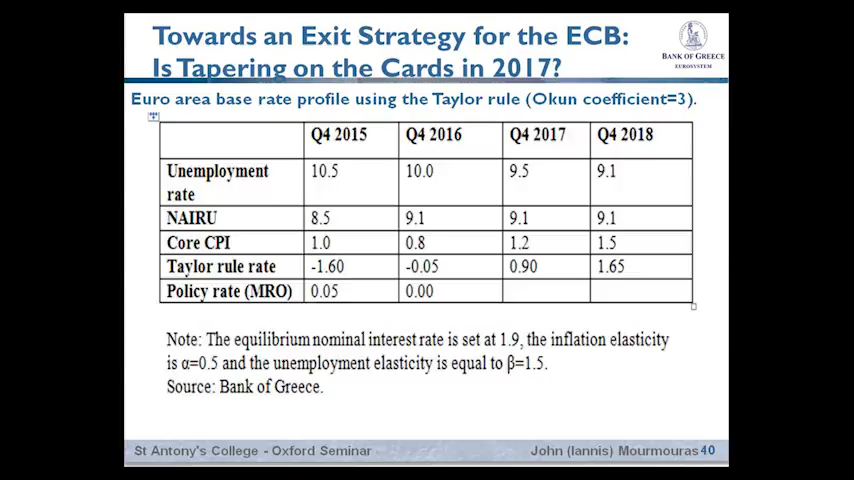 Towards an Exit Strategy for the ECB:
Is Tapering on the Cards in 2017?
BANK OF GREECE
EUROSYSTEM
Euro area base rate profile using the Taylor rule (Okun coefficient=3).
Q4 2015 Q4 2016 Q4 2017 Q4 2018
Unemployment rate 10.5 10.0 9.5 9.1
NAIRU 8.5 9.1 9.1 9.1
Core CPI 1.0 0.8 1.2 1.5
Taylor rule rate -1.60 -0.05 0.90 1.65
Policy rate (MRO) 0.05 0.00
Note: The equilibrium nominal interest rate is set at 1.9, the inflation elasticity
is α=0.5 and the unemployment elasticity is equal to β=1.5.
Source: Bank of Greece.
St Antony's College - Oxford Seminar John (Iannis) Mourmouras 40